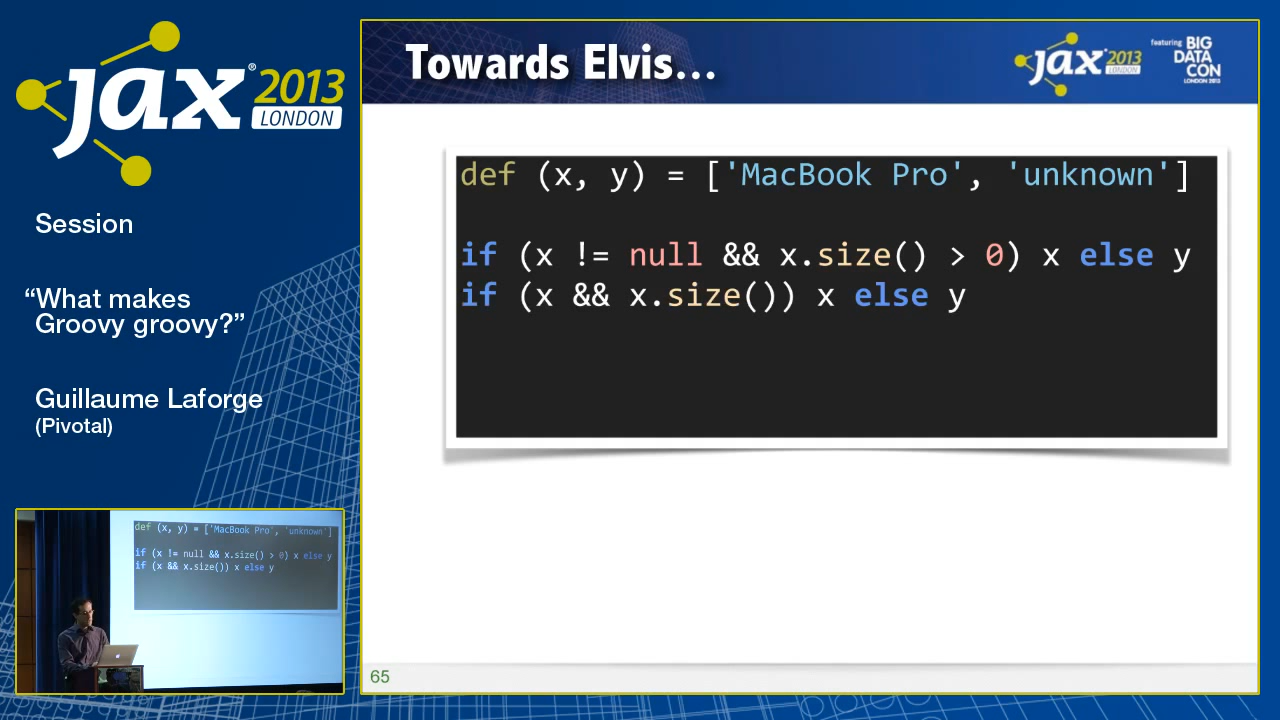 jax® 2013
LONDON
Session
“What makes
Groovy groovy?”
Guillaume Laforge
(Pivotal)
Towards Elvis...
jax® 2013
LONDON
featuring BIG
DATA
CON
LONDON 2013
def (x, y) = ['MacBook Pro', 'unknown']
if (x != null && x.size() > 0) x else y
if (x && x.size()) x else y
65
def (x, y) = ['MacBook Pro', 'unknown']
if (x != null && x.size() > 0) x else y
if (x && x.size()) x else y